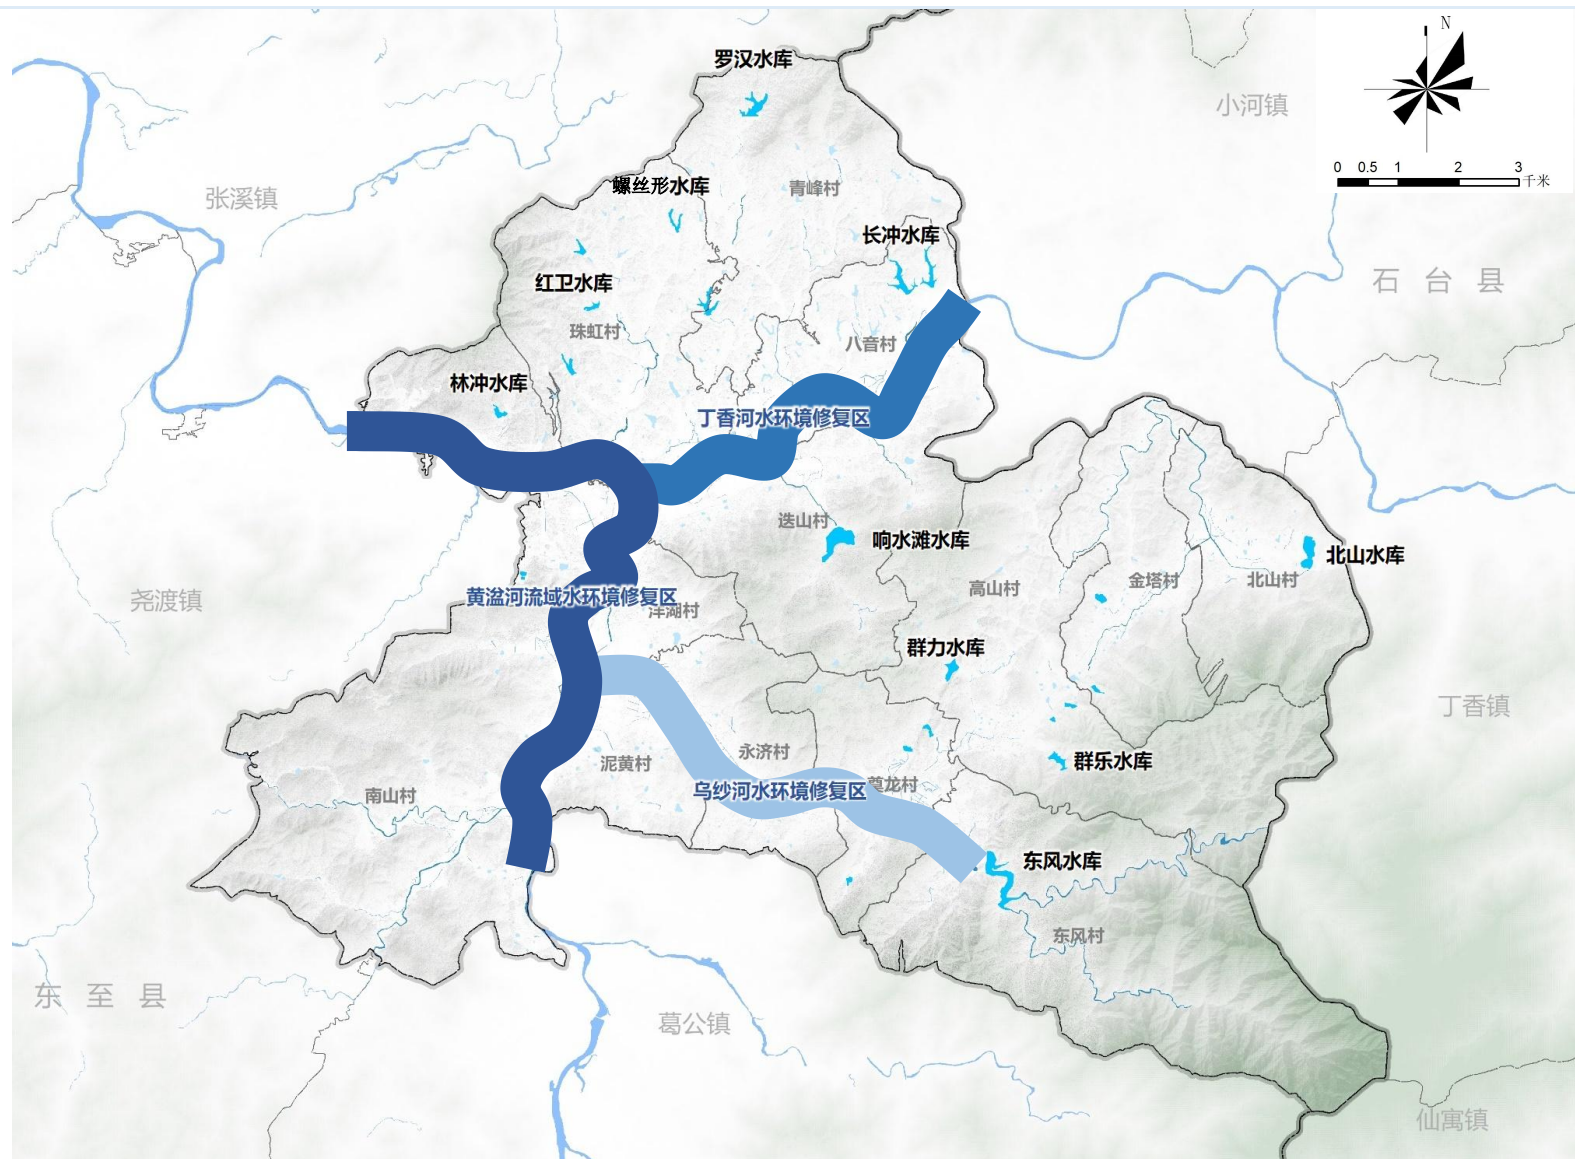 罗汉水库
N
小河镇
0 0.5 1 2 3
千米
螺丝形水库
青峰村
张溪镇
长冲水库
红卫水库
石台县
珠虹村
八音村
林冲水库
丁香河水环境修复区
迭山村
响水滩水库
北山水库
高山村
金塔村
北山村
尧渡镇
黄湓河流域水环境修复区
洋湖村
群力水库
丁香镇
永济村
泥黄村
群乐水库
南山村
乌纱河水环境修复区
奠龙村
东风水库
东风村
东至县
葛公镇
仙寓镇